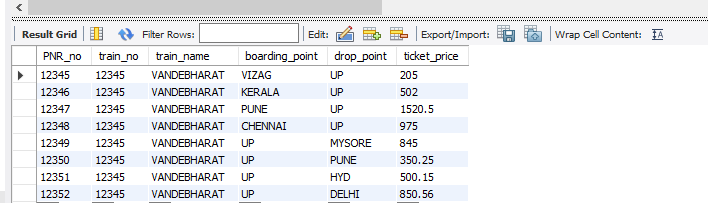 Result Grid Filter Rows: Edit: Export/Import: Wrap Cell Content: IA
PNR_no train_no train_name boarding_point drop_point ticket_price
12345 12345 VANDEBHARAT VIZAG UP 205
12346 12345 VANDEBHARAT KERALA UP 502
12347 12345 VANDEBHARAT PUNE UP 1520.5
12348 12345 VANDEBHARAT CHENNAI UP 975
12349 12345 VANDEBHARAT UP MYSORE 845
12350 12345 VANDEBHARAT UP PUNE 350.25
12351 12345 VANDEBHARAT UP HYD 500.15
12352 12345 VANDEBHARAT UP DELHI 850.56